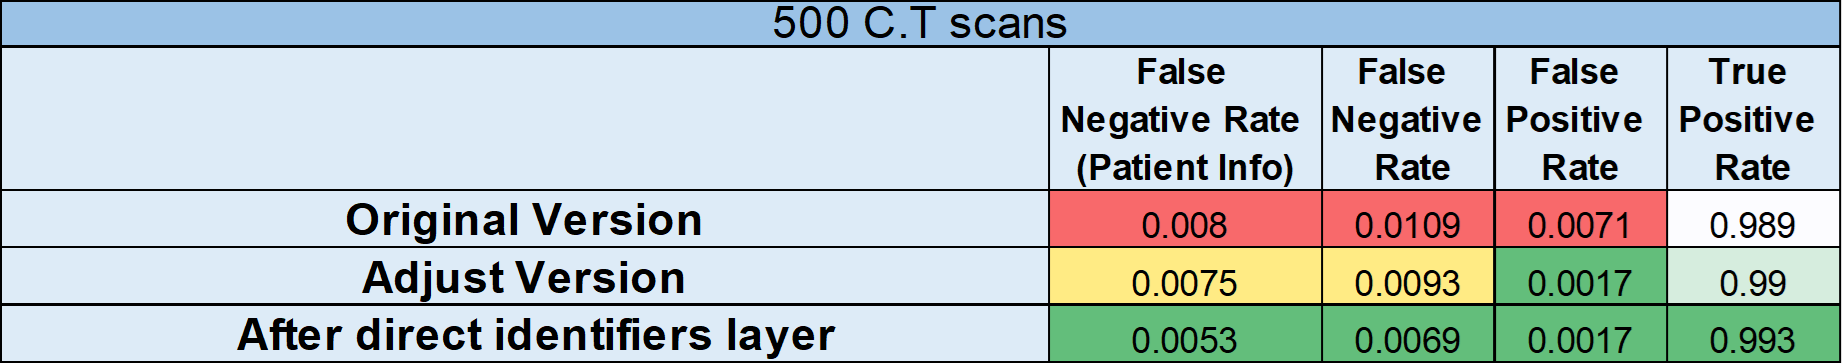 500 C.T scans
False Negative Rate (Patient Info) False Negative Rate False Positive Rate True Positive Rate
Original Version 0.008 0.0109 0.0071 0.989
Adjust Version 0.0075 0.0093 0.0017 0.99
After direct identifiers layer 0.0053 0.0069 0.0017 0.993